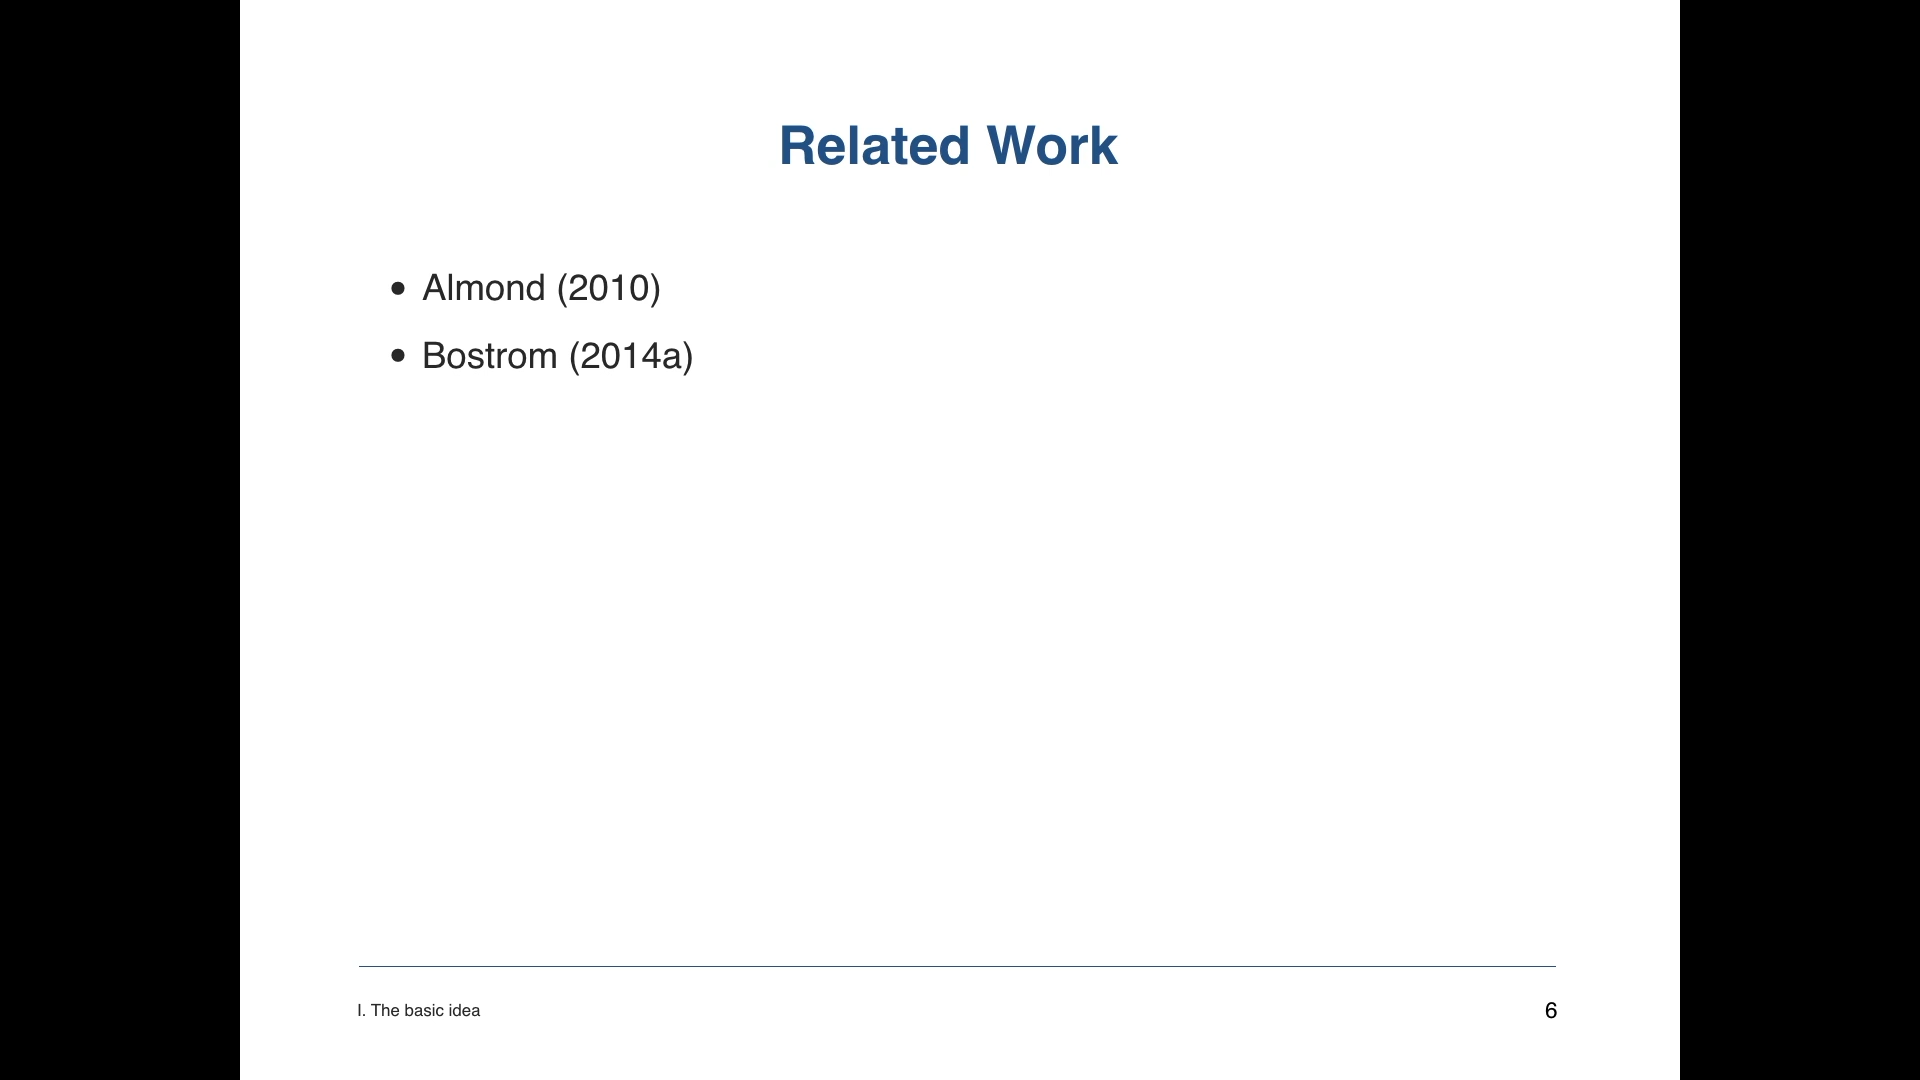 Related Work
• Almond (2010)
• Bostrom (2014a)
I. The basic idea
6